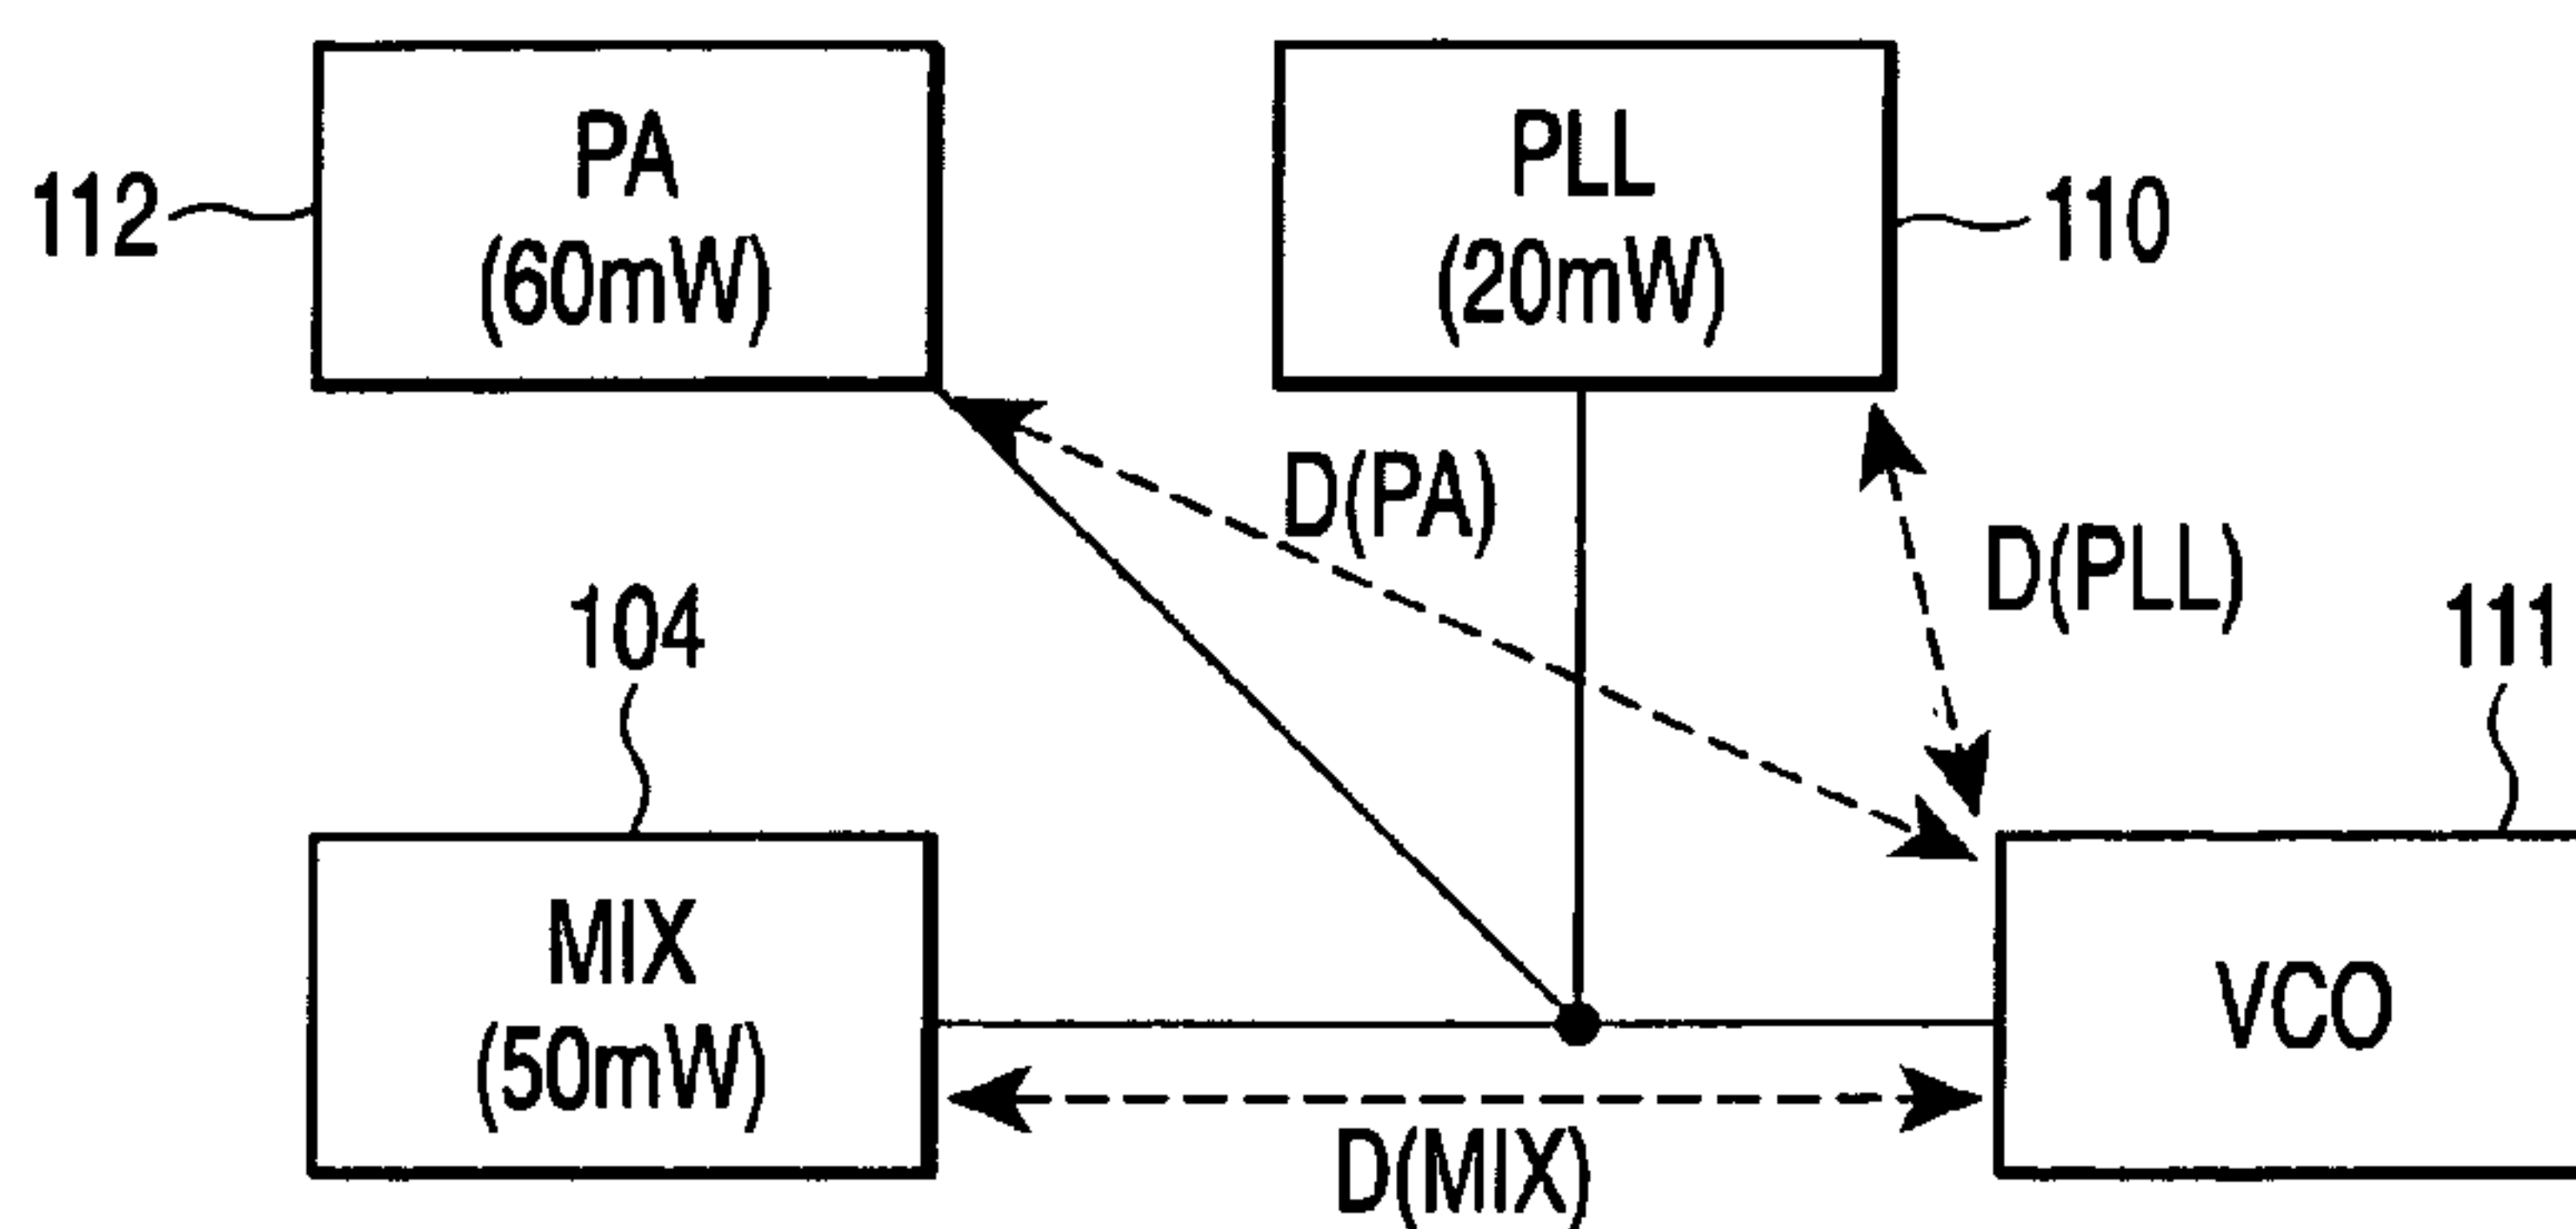 PA
(60mW)
112
PLL
(20mW)
110
D(PA)
D(PLL)
104
111
MIX
(50mW)
VCO
D(MIX)